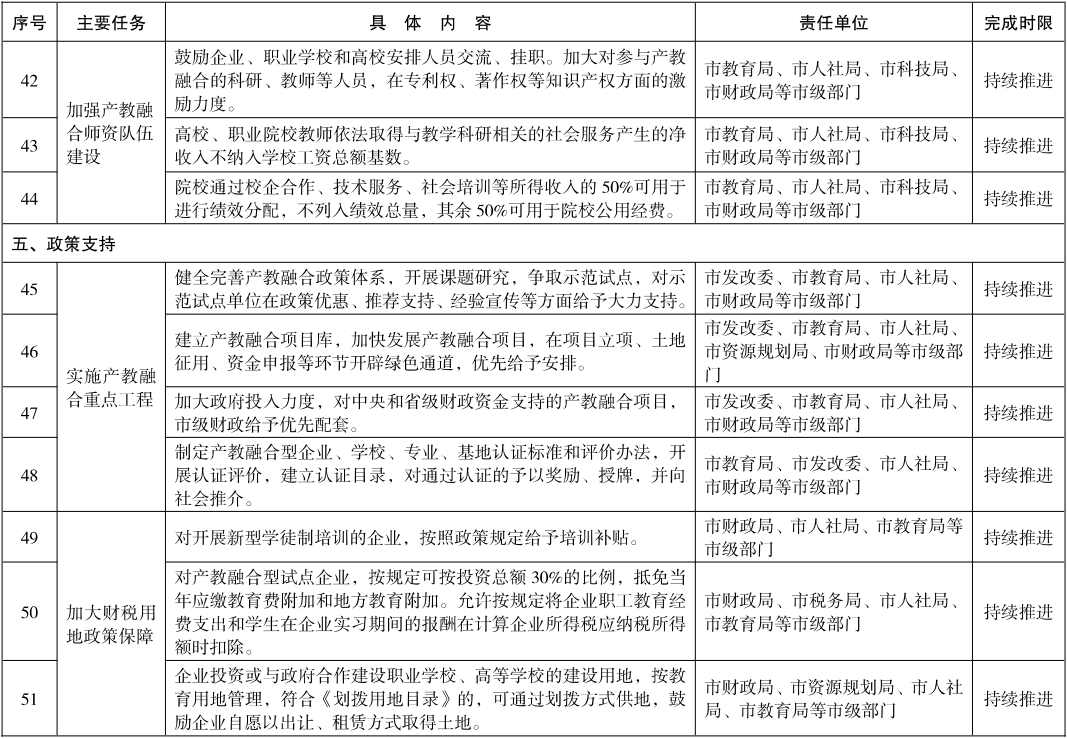 序号 主要任务 具体内容 责任单位 完成时限
加强产教融
合师资队伍
建设
42
鼓励企业、职业学校和高校安排人员交流、挂职。加大对参与产教
融合的科研、教师等人员，在专利权、著作权等知识产权方面的激
励力度。
市教育局、市人社局、市科技局、
市财政局等市级部门
持续推进
43
高校、职业院校教师依法取得与教学科研相关的社会服务产生的净
收入不纳入学校工资总额基数。
市教育局、市人社局、市科技局、
市财政局等市级部门
持续推进
44
院校通过校企合作、技术服务、社会培训等所得收入的50%可用于
进行绩效分配，不列入绩效总量，其余50%可用于院校公用经费。
市教育局、市人社局、市科技局、
市财政局等市级部门
持续推进
五、政策支持
实施产教融
合重点工程
45
健全完善产教融合政策体系，开展课题研究，争取示范试点，对示
范试点单位在政策优惠、推荐支持、经验宣传等方面给予大力支持。
市发改委、市教育局、市人社局、
市财政局等市级部门
持续推进
46
建立产教融合项目库，加快发展产教融合项目，在项目立项、土地
征用、资金申报等环节开辟绿色通道，优先给予安排。
市发改委、市教育局、市人社局、
市资源规划局、市财政局等市级部
门
持续推进
47
加大政府投入力度，对中央和省级财政资金支持的产教融合项目，
市级财政给予优先配套。
市发改委、市教育局、市人社局、
市财政局等市级部门
持续推进
48
制定产教融合型企业、学校、专业、基地认证标准和评价办法，开
展认证评价，建立认证目录，对通过认证的予以奖励、授牌，并向
社会推介。
市教育局、市发改委、市人社局、
市财政局等市级部门
持续推进
加大财税用
地政策保障
49
对开展新型学徒制培训的企业，按照政策规定给予培训补贴。
市财政局、市人社局、市教育局等
市级部门
持续推进
50
对产教融合型试点企业，按规定可按投资总额30%的比例，抵免当
年应缴教育费附加和地方教育附加。允许按规定将企业职工教育经
费支出和学生在企业实习期间的报酬在计算企业所得税应纳税所得
额时扣除。
市财政局、市税务局、市人社局、
市教育局等市级部门
持续推进
51
企业投资或与政府合作建设职业学校、高等学校的建设用地，按教
育用地管理，符合《划拨用地目录》的，可通过划拨方式供地，鼓
励企业自愿以出让、租赁方式取得土地。
市财政局、市资源规划局、市人社
局、市教育局等市级部门
持续推进